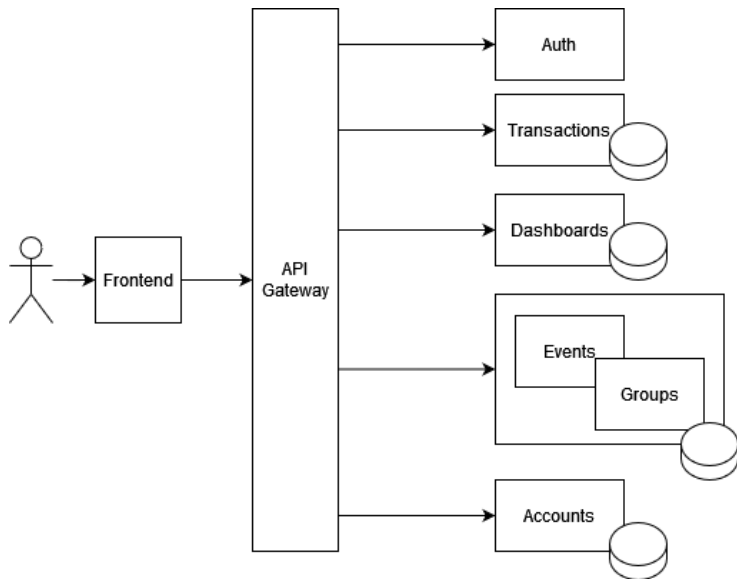 Auth
Transactions
Dashboards
Frontend
API
Gateway
Events
Groups
Accounts